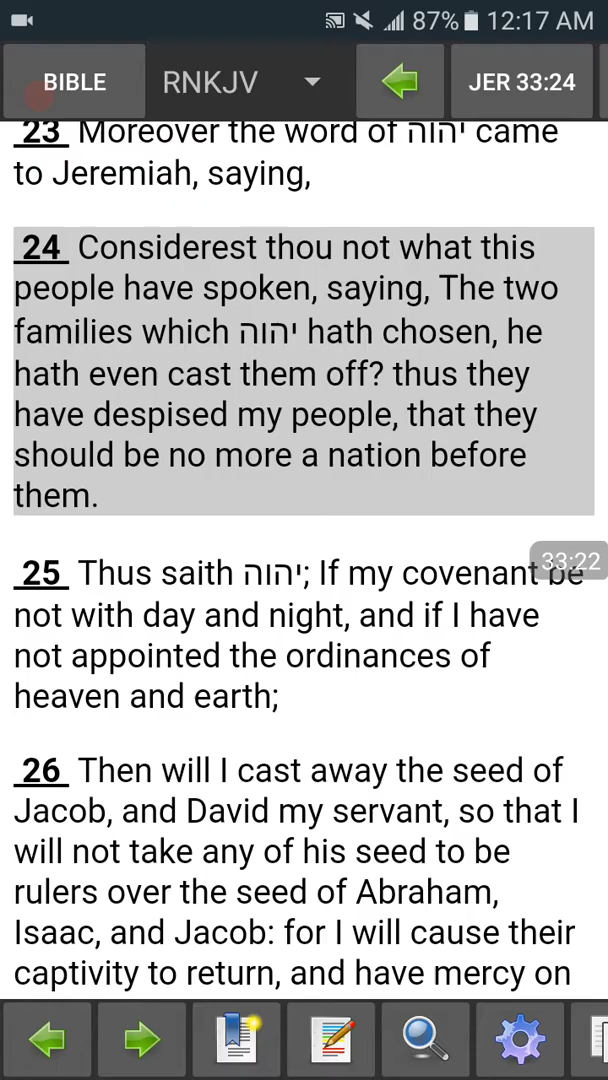 87% 12:17 AM
BIBLE RNKJV JER 33:24
23 Moreover the word of יהוה came
to Jeremiah, saying,
24 Considerest thou not what this
people have spoken, saying, The two
families which יהוה hath chosen, he
hath even cast them off? thus they
have despised my people, that they
should be no more a nation before
them.
33:22
25 Thus saith יהוה; If my covenant be
not with day and night, and if I have
not appointed the ordinances of
heaven and earth;
26 Then will I cast away the seed of
Jacob, and David my servant, so that I
will not take any of his seed to be
rulers over the seed of Abraham,
Isaac, and Jacob: for I will cause their
captivity to return, and have mercy on